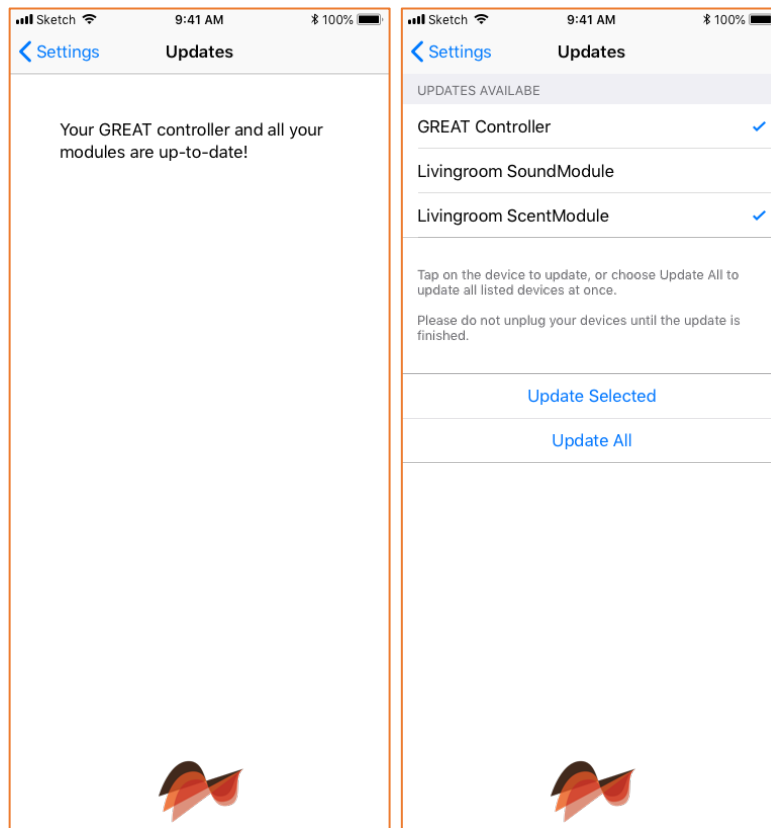 Sketch 9:41 AM 100%
Settings Updates
Your GREAT controller and all your
modules are up-to-date!
Sketch 9:41 AM 100%
Settings Updates
UPDATES AVAILABE
GREAT Controller
Livingroom SoundModule
Livingroom ScentModule
Tap on the device to update, or choose Update All to
update all listed devices at once.
Please do not unplug your devices until the update is
finished.
Update Selected
Update All